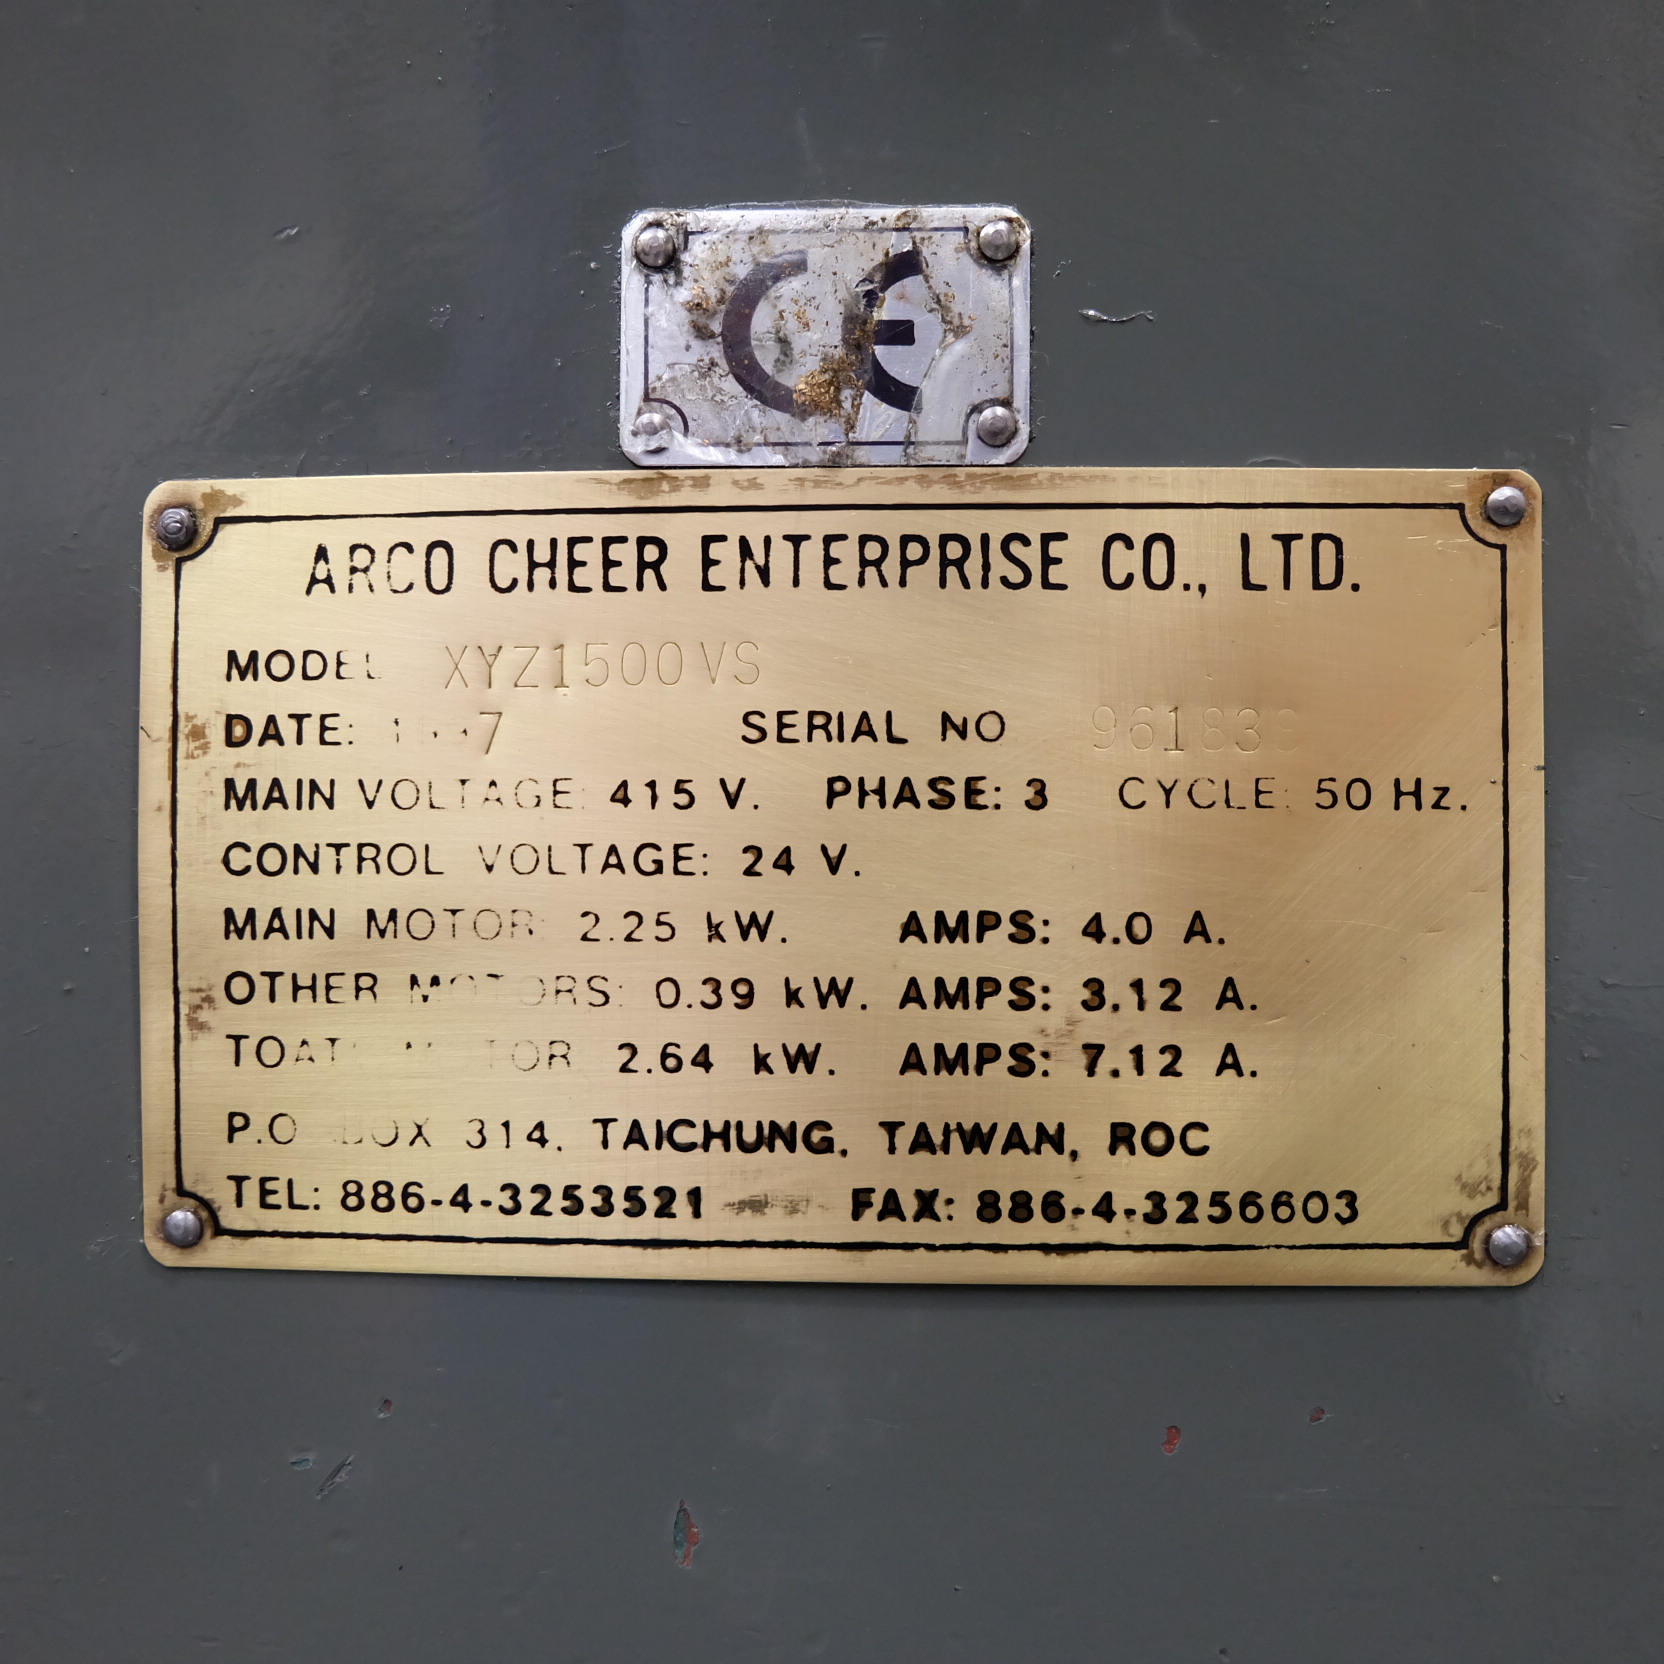 CE
ARCO CHEER ENTERPRISE CO., LTD.
MODEL XYZ1500VS
DATE: SERIAL NO
MAIN VOLTAGE: 415 V. PHASE: 3 CYCLE: 50 Hz.
CONTROL VOLTAGE: 24 V.
MAIN MOTOR: 2.25 kW. AMPS: 4.0 A.
OTHER MOTORS: 0.39 kW. AMPS: 3.12 A.
2.64 kW. AMPS: 7.12 A.
P.O BOX 314. TAICHUNG. TAIWAN, ROC
TEL: 886-4-3253521 FAX: 886-4-3256603